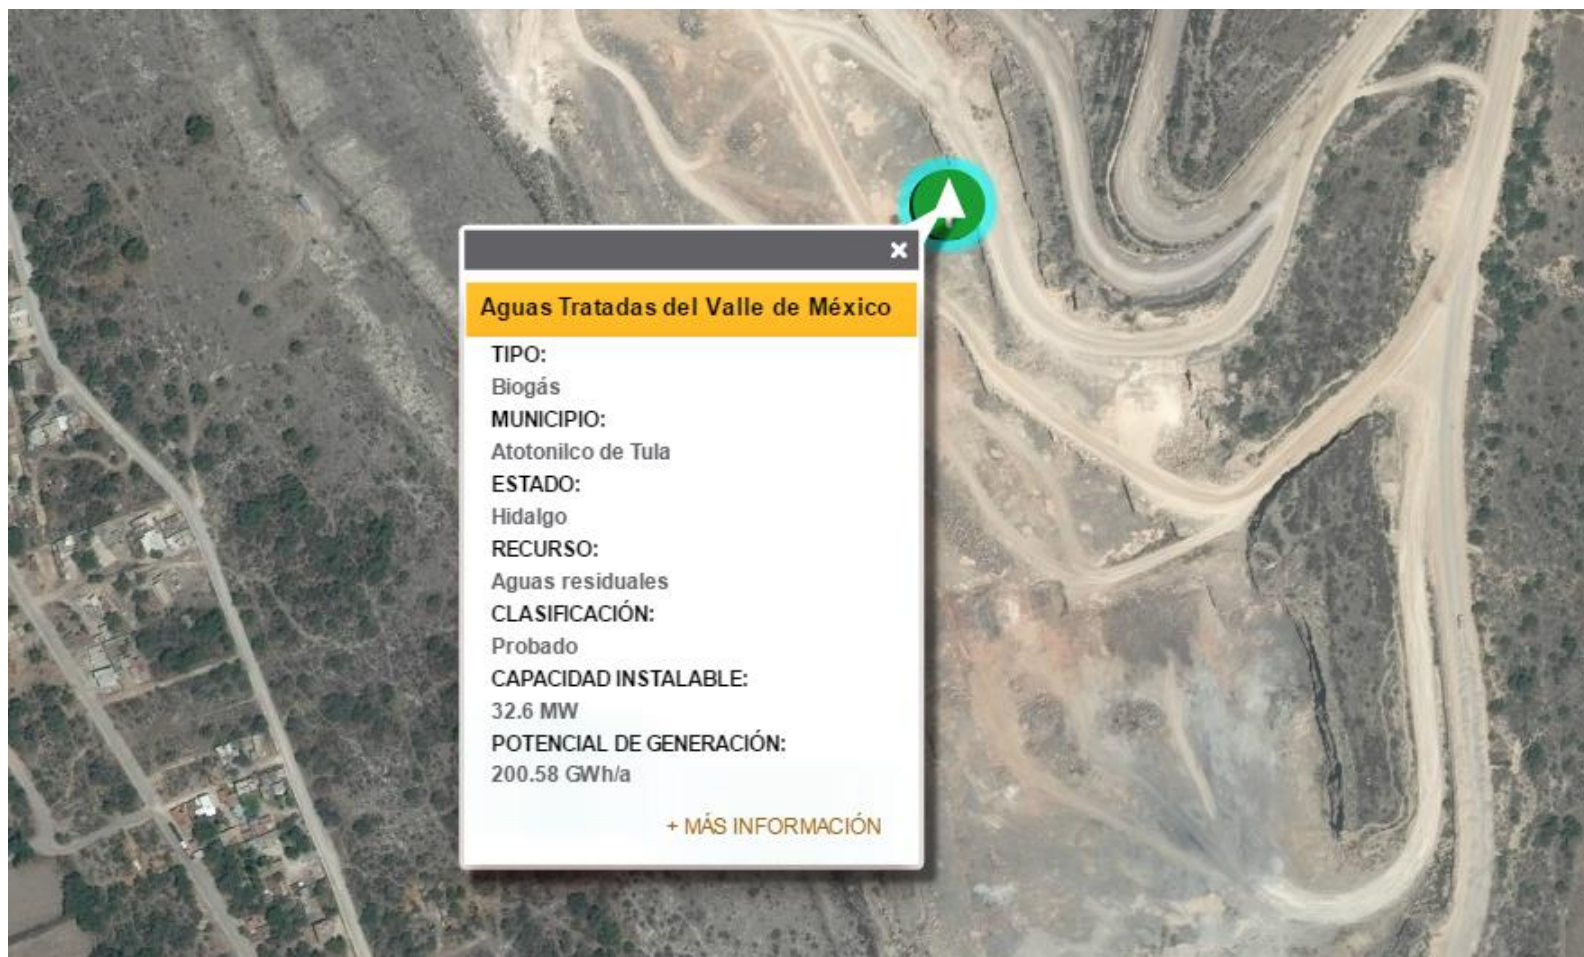 ×
Aguas Tratadas del Valle de México
TIPO:
Biogás
MUNICIPIO:
Atotonilco de Tula
ESTADO:
Hidalgo
RECURSO:
Aguas residuales
CLASIFICACIÓN:
Probado
CAPACIDAD INSTALABLE:
32.6 MW
POTENCIAL DE GENERACIÓN:
200.58 GWh/a
+ MÁS INFORMACIÓN